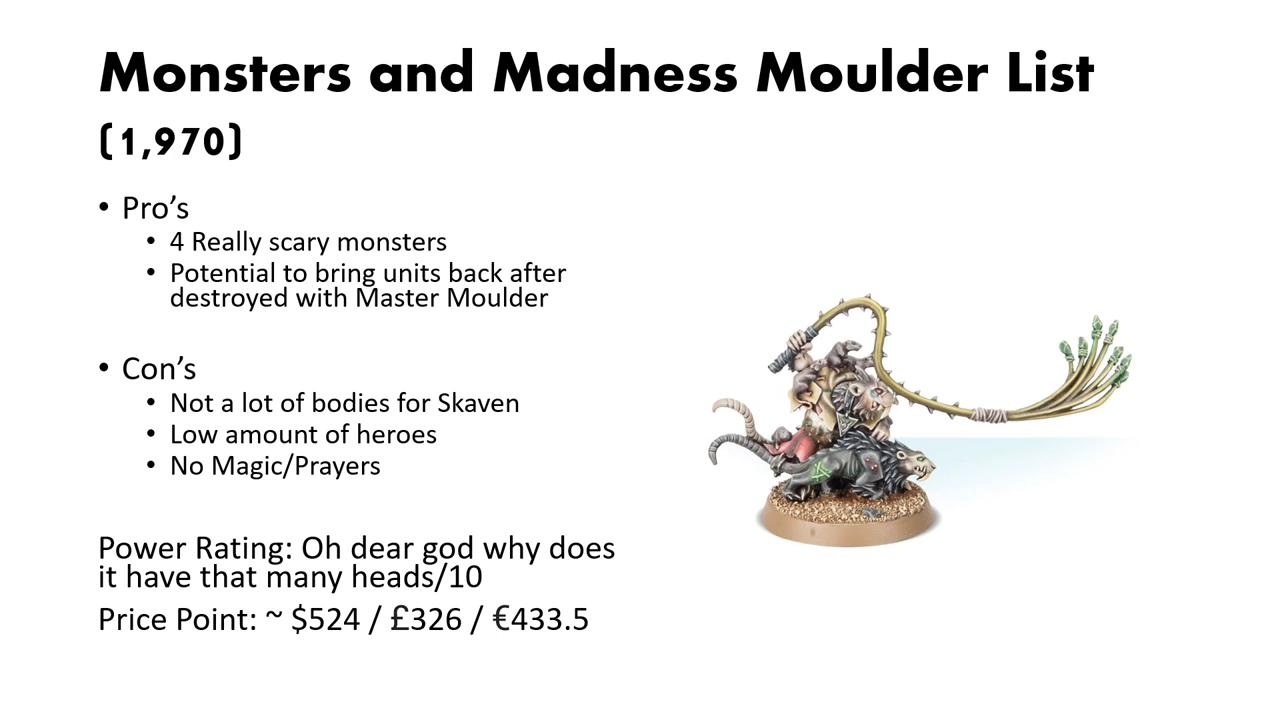 Monsters and Madness Moulder List
(1,970)
• Pro’s
• 4 Really scary monsters
• Potential to bring units back after
destroyed with Master Moulder
• Con’s
• Not a lot of bodies for Skaven
• Low amount of heroes
• No Magic/Prayers
Power Rating: Oh dear god why does
it have that many heads/10
Price Point: ~ $524 / £326 / €433.5